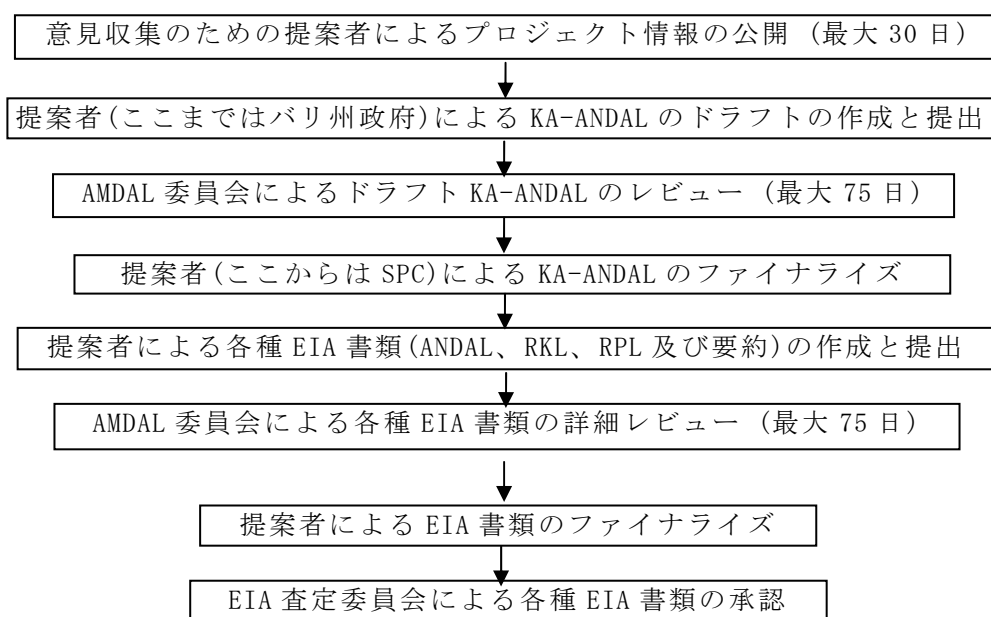 意見収集のための提案者によるプロジェクト情報の公開 (最大 30 日)
提案者(ここまではバリ州政府)による KA-ANDAL のドラフトの作成と提出
AMDAL 委員会によるドラフト KA-ANDAL のレビュー (最大 75 日)
提案者(ここからは SPC)による KA-ANDAL のファイナライズ
提案者による各種 EIA 書類(ANDAL、RKL、RPL 及び要約)の作成と提出
AMDAL 委員会による各種 EIA 書類の詳細レビュー (最大 75 日)
提案者による EIA 書類のファイナライズ
EIA 査定委員会による各種 EIA 書類の承認